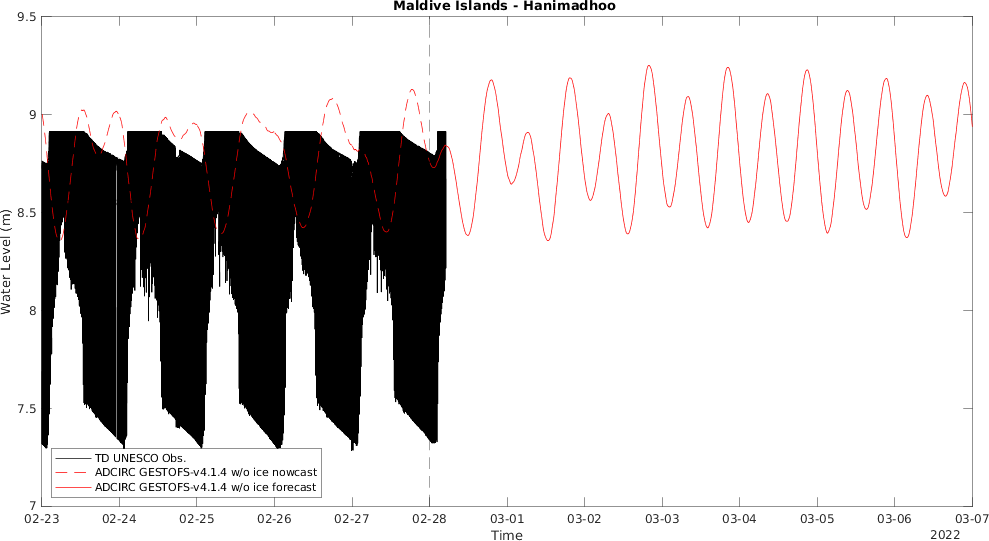 Maldive Islands - Hanimadhoo
9.5
9
8.5
8
7.5
7
Water Level (m)
TD UNESCO Obs.
ADCIRC GESTOFS-v4.1.4 w/o ice nowcast
ADCIRC GESTOFS-v4.1.4 w/o ice forecast
02-23 02-24 02-25 02-26 02-27 02-28 03-01 03-02 03-03 03-04 03-05 03-06 03-07
Time
2022